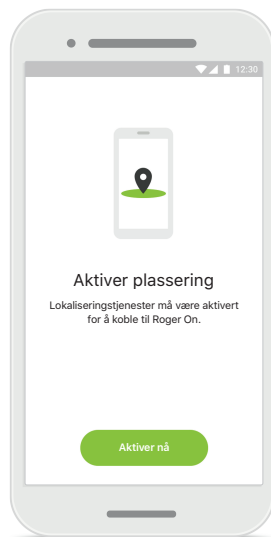 12:30
Aktiver plassering
Lokaliseringstjenester må være aktivert
for å koble til Roger On.
Aktiver nå